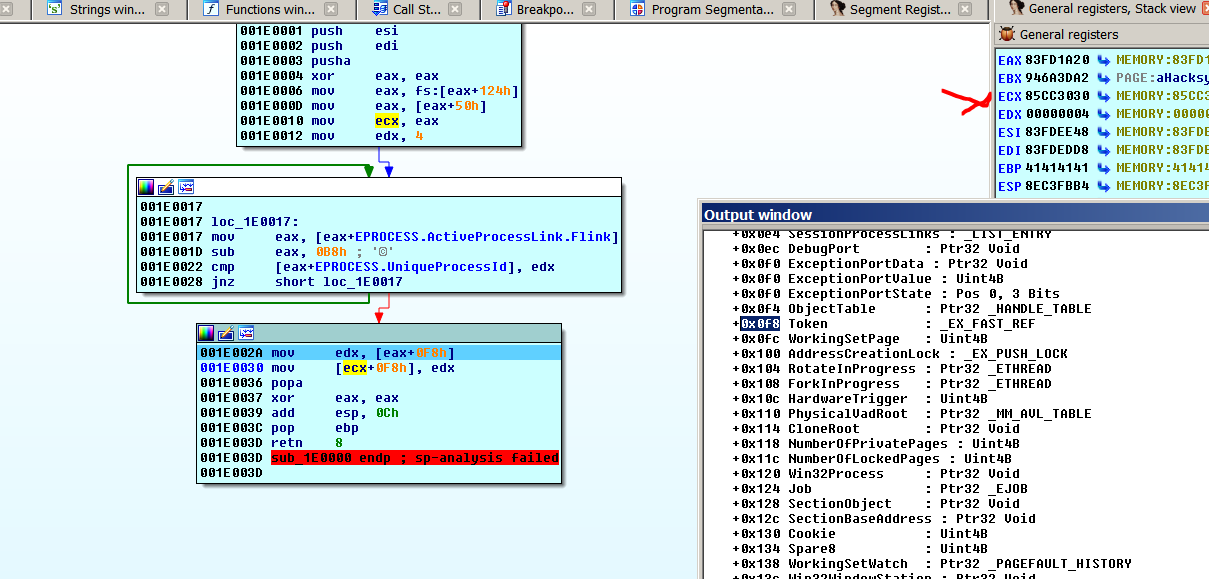 Strings win...
Functions win...
Call St...
Breakpo...
Program Segmenta...
Segment Regist...
General registers, Stack view
General registers
001E0001 push    esi
001E0002 push    edi
001E0003 pusha
001E0004 xor     eax, eax
001E0006 mov     eax, fs:[eax+124h]
001E000D mov     eax, [eax+50h]
001E0010 mov     ecx, eax
001E0012 mov     edx, 4
001E0017
001E0017 loc_1E0017:
001E0017 mov     eax, [eax+EPROCESS.ActiveProcessLink.Flink]
001E001D sub     eax, 0B8h ; '©'
001E0022 cmp     [eax+EPROCESS.UniqueProcessId], edx
001E0028 jnz     short loc_1E0017
001E002A mov     edx, [eax+0F8h]
001E0030 mov     [ecx+0F8h], edx
001E0036 popa
001E0037 xor     eax, eax
001E0039 add     esp, 0Ch
001E003C pop     ebp
001E003D retn    8
001E003D sub_1E0000 endp ; sp-analysis failed
001E003D
EAX 83FD1A20 MEMORY:83FD1
EBX 946A3DA2 PAGE:aHacksy
ECX 85CC3030 MEMORY:85CC3
EDX 00000004 MEMORY:0000
ESI 83FDEE48 MEMORY:83FDE
EDI 83FDEDD8 MEMORY:83FDE
EBP 41414141 MEMORY:4141
ESP 8EC3FBB4 MEMORY:8EC3F
Output window
+0x0e4 SessionProcessLinks : _LIST_ENTRY
+0x0ec DebugPort        : Ptr32 Void
+0x0f0 ExceptionPortData : Ptr32 Void
+0x0f0 ExceptionPortValue : Uint4B
+0x0f0 ExceptionPortState : Pos 0, 3 Bits
+0x0f4 ObjectTable      : Ptr32 _HANDLE_TABLE
+0x0f8 Token            : _EX_FAST_REF
+0x0fc WorkingSetPage   : Uint4B
+0x100 AddressCreationLock : _EX_PUSH_LOCK
+0x104 RotateInProgress : Ptr32 _ETHREAD
+0x108 ForkInProgress   : Ptr32 _ETHREAD
+0x10c HardwareTrigger  : Uint4B
+0x110 PhysicalVadRoot  : Ptr32 _MM_AVL_TABLE
+0x114 CloneRoot        : Ptr32 Void
+0x118 NumberOfPrivatePages : Uint4B
+0x11c NumberOfLockedPages : Uint4B
+0x120 Win32Process     : Ptr32 Void
+0x124 Job              : Ptr32 _EJOB
+0x128 SectionObject    : Ptr32 Void
+0x12c SectionBaseAddress : Ptr32 Void
+0x130 Cookie           : Uint4B
+0x134 Spare8           : Uint4B
+0x138 WorkingSetWatch  : Ptr32 _PAGEFAULT_HISTORY
+0x13c Win32WindowStation : Ptr32 Void